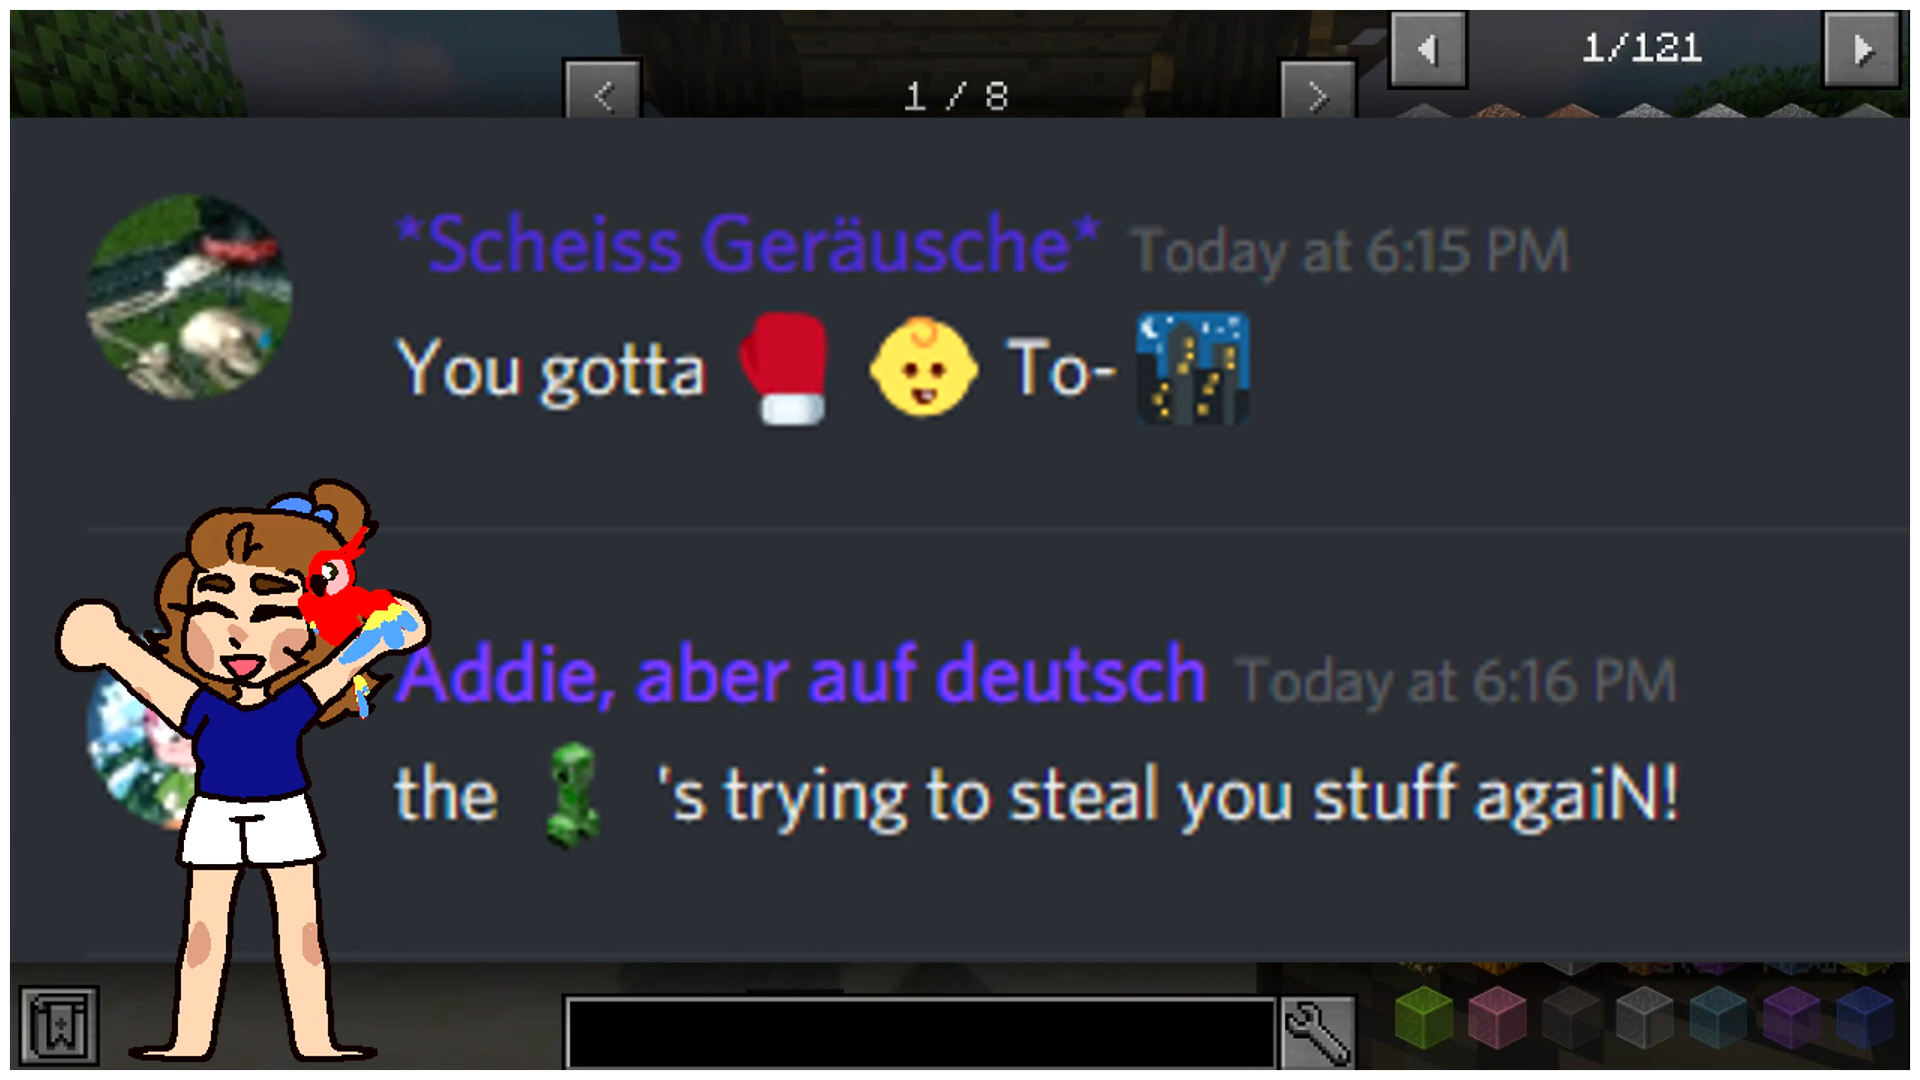 1/121
< 1 / 8 >
*Scheiss Geräusche* Today at 6:15 PM
You gotta 🥊 👶 To- 🌃
Addie, aber auf deutsch Today at 6:16 PM
the 's trying to steal you stuff agaiN!